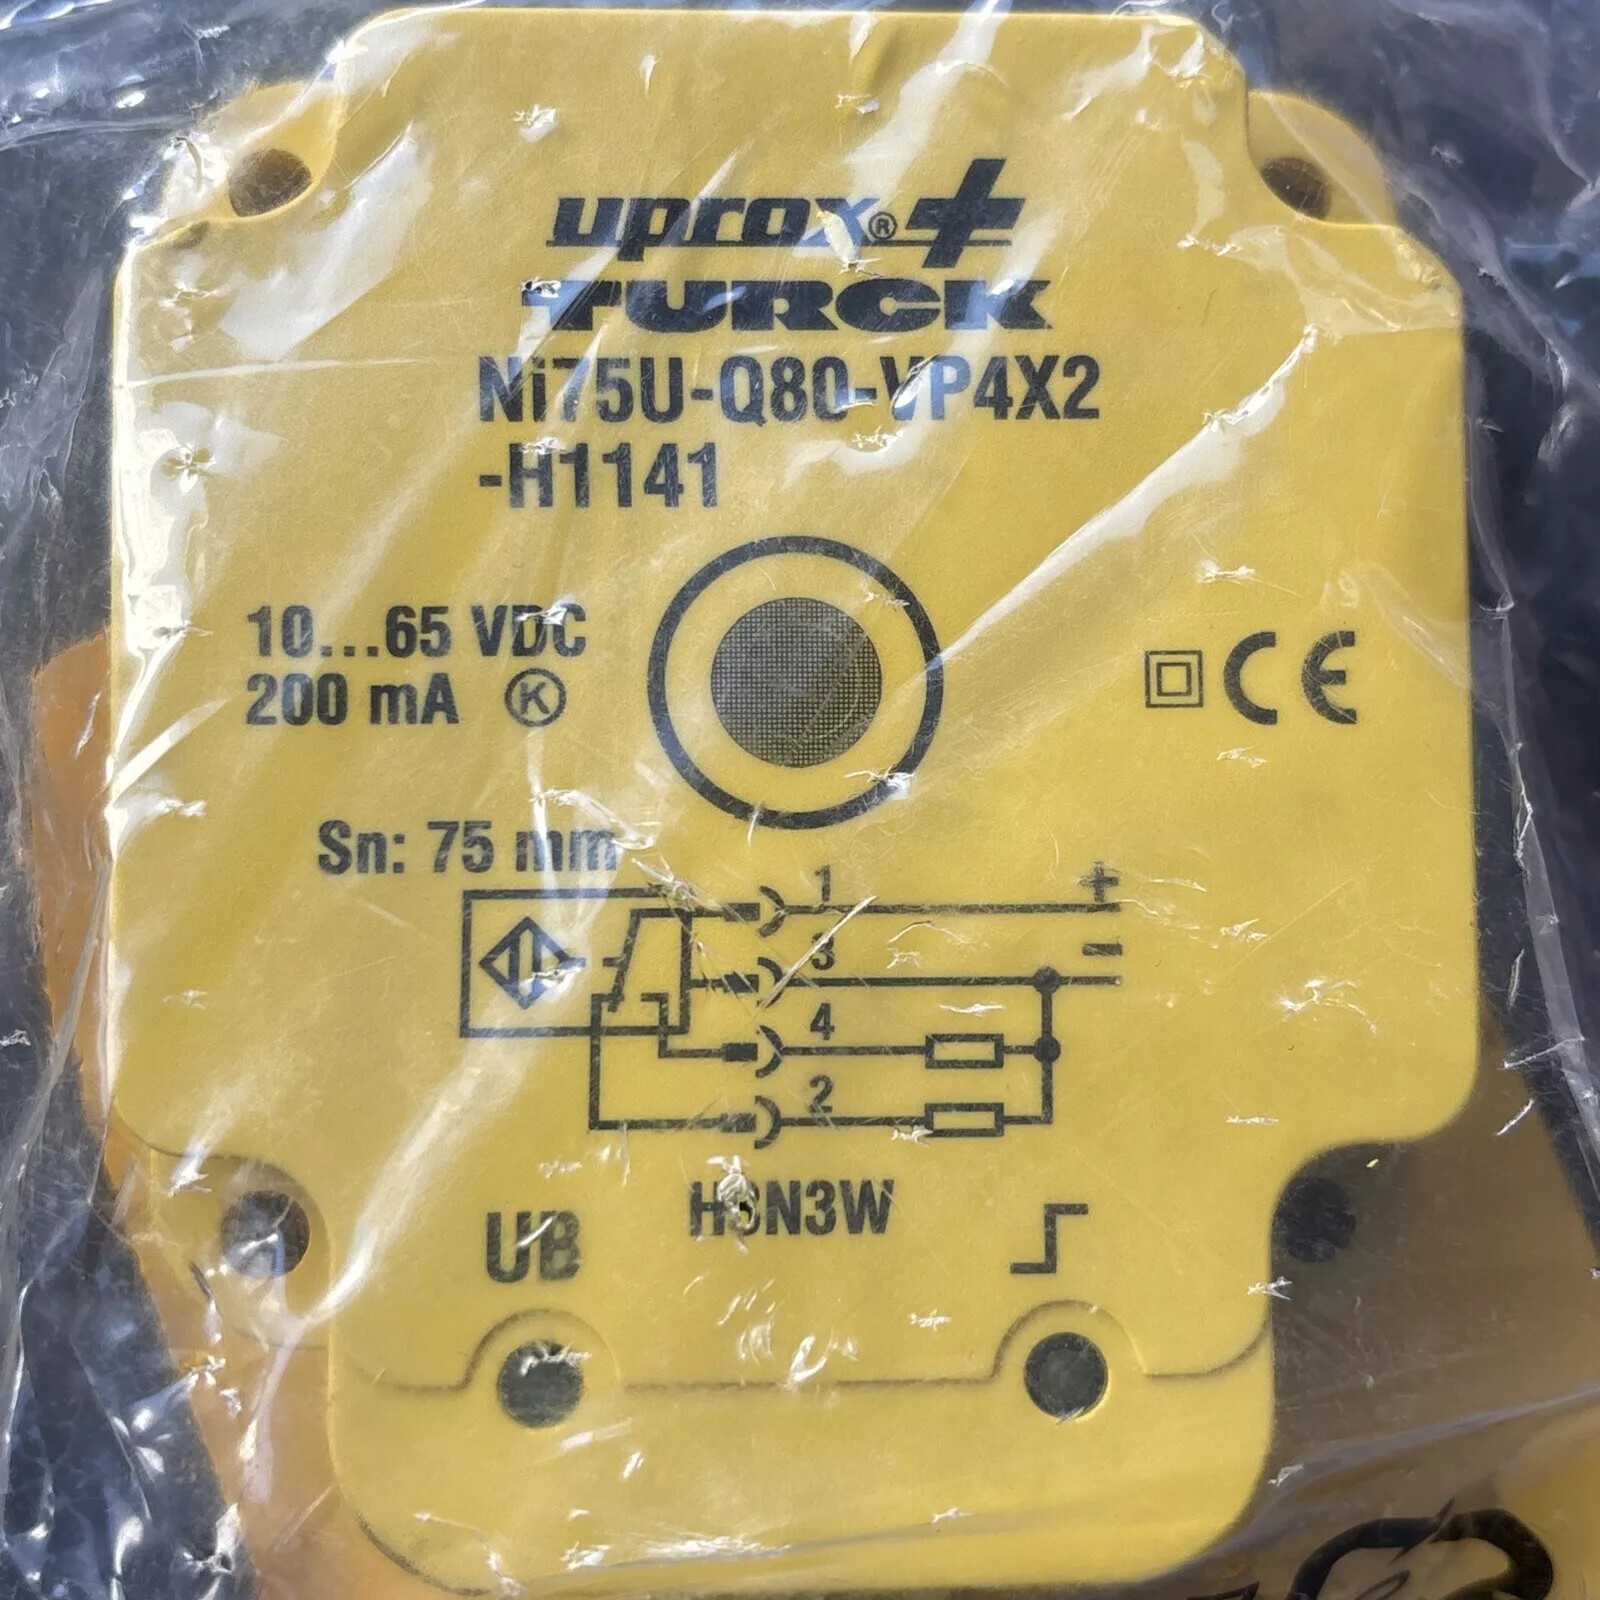 uprox®+
TURCK
Ni75U-Q80-VP4X2
-H1141
10...65 VDC
200 mA Ⓚ
CE
Sn: 75 mm
1 +
3 -
4
2
UB